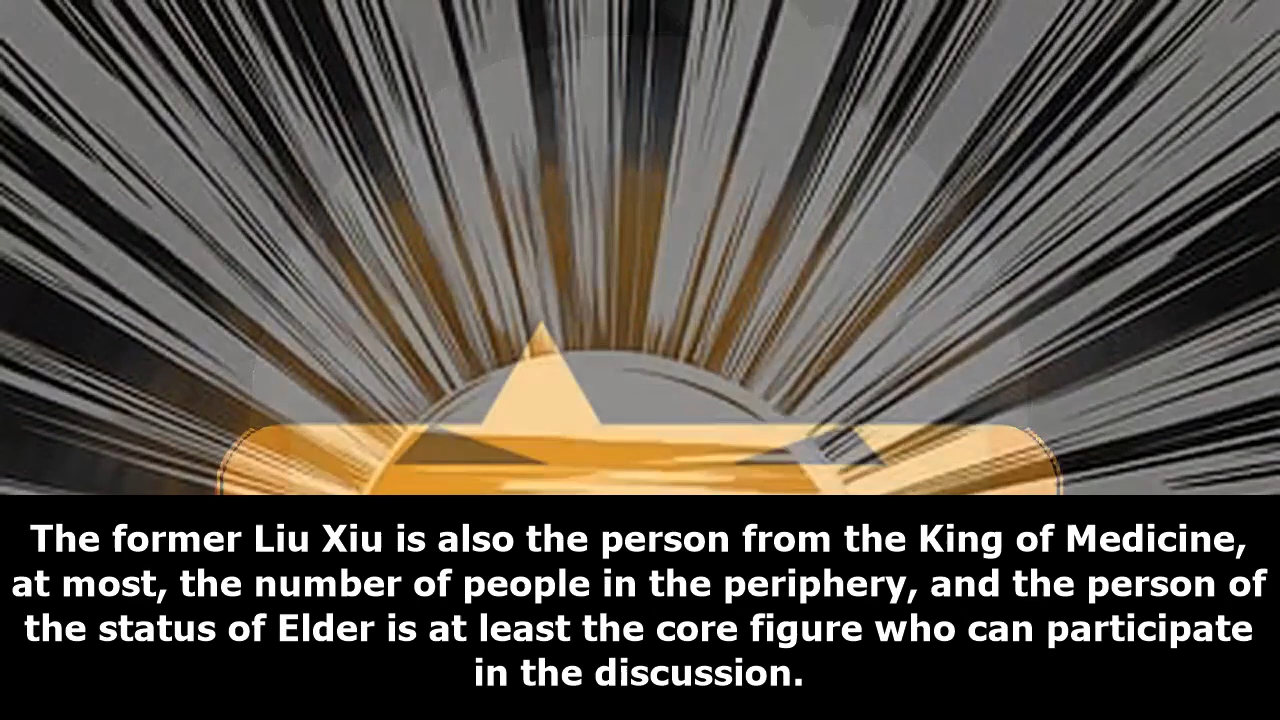 The former Liu Xiu is also the person from the King of Medicine,
at most, the number of people in the periphery, and the person of
the status of Elder is at least the core figure who can participate
in the discussion.